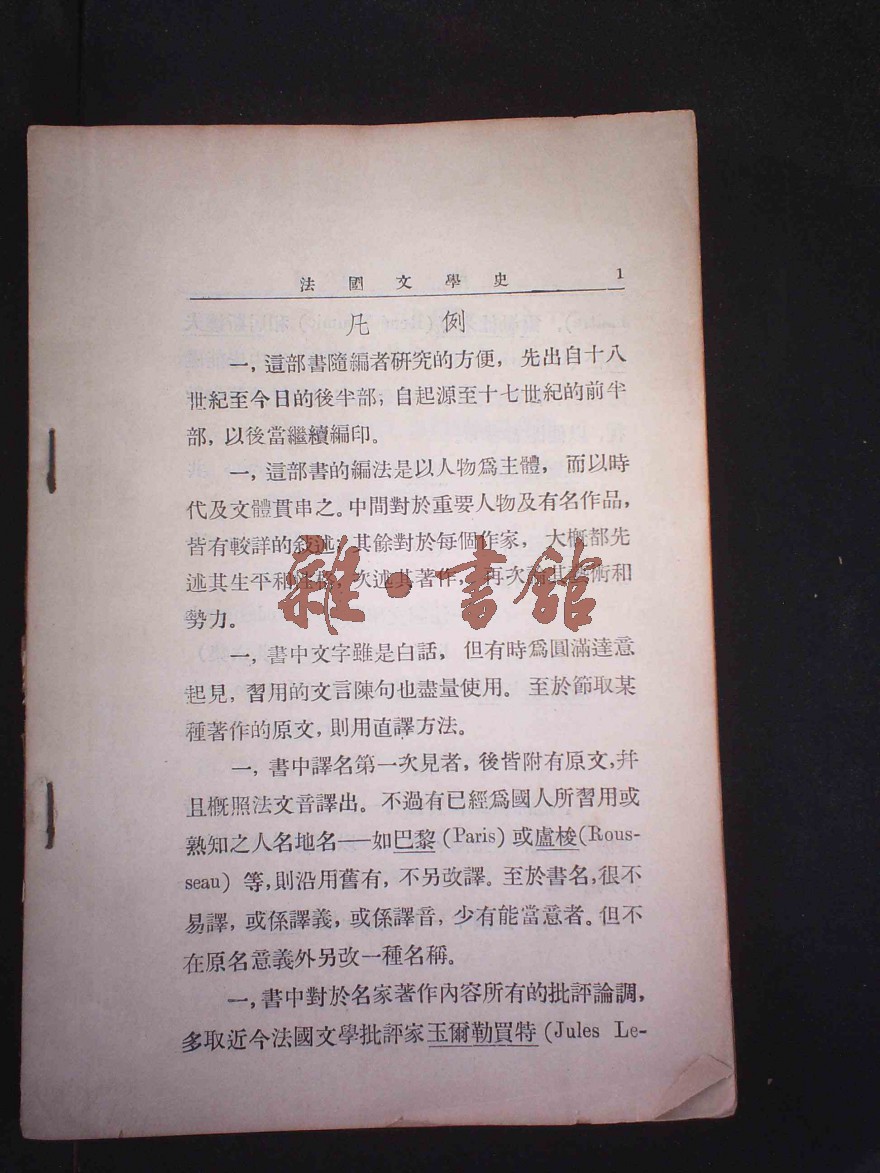 法國文學史 1
凡例
一，這部書隨編者研究的方便，先出自十八
世紀至今日的後半部；自起源至十七世紀的前半
部，以後當繼續編印。
一，這部書的編法是以人物爲主體，而以時
代及文體貫串之。中間對於重要人物及有名作品，
皆有較詳的敍述；其餘對於每個作家，大概都先
述其生平和性格，次述其著作，再次論其藝術和
勢力。
雜·書館
一，書中文字雖是白話，但有時爲圓滿達意
起見，習用的文言陳句也盡量使用。至於節取某
種著作的原文，則用直譯方法。
一，書中譯名第一次見者，後皆附有原文，幷
且概照法文音譯出。不過有已經爲國人所習用或
熟知之人名地名——如巴黎(Paris)或盧梭(Rous-
seau)等，則沿用舊有，不另改譯。至於書名，很不
易譯，或係譯義，或係譯音，少有能當意者。但不
在原名意義外另改一種名稱。
一，書中對於名家著作內容所有的批評論調，
多取近今法國文學批評家玉爾勒買特(Jules Le-